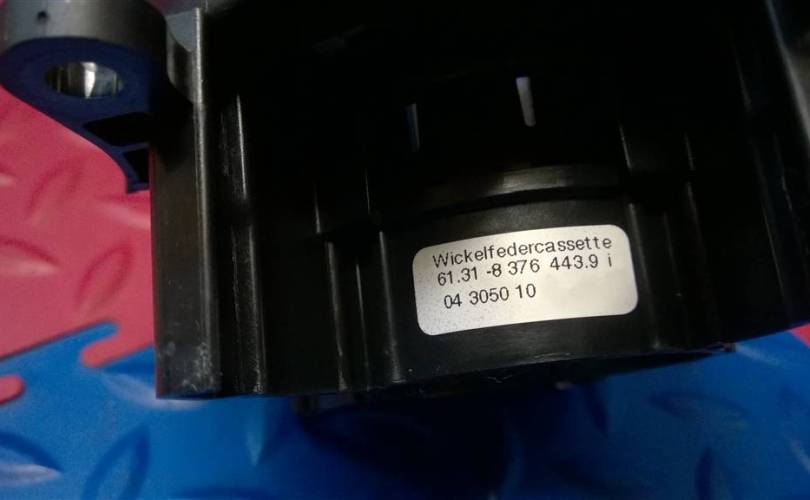 Wickelfedercassette
61.31 -8 376 443.9 i
04 3050 10